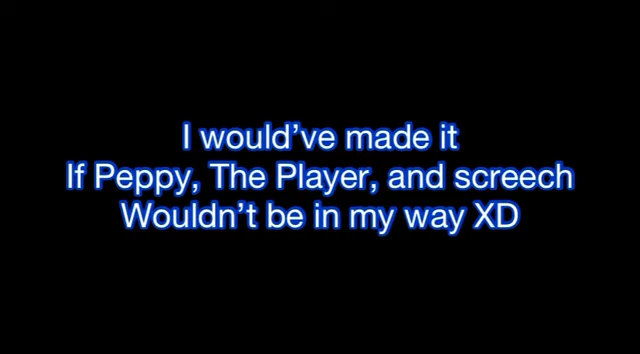 I would’ve made it
If Peppy, The Player, and screech
Wouldn’t be in my way XD